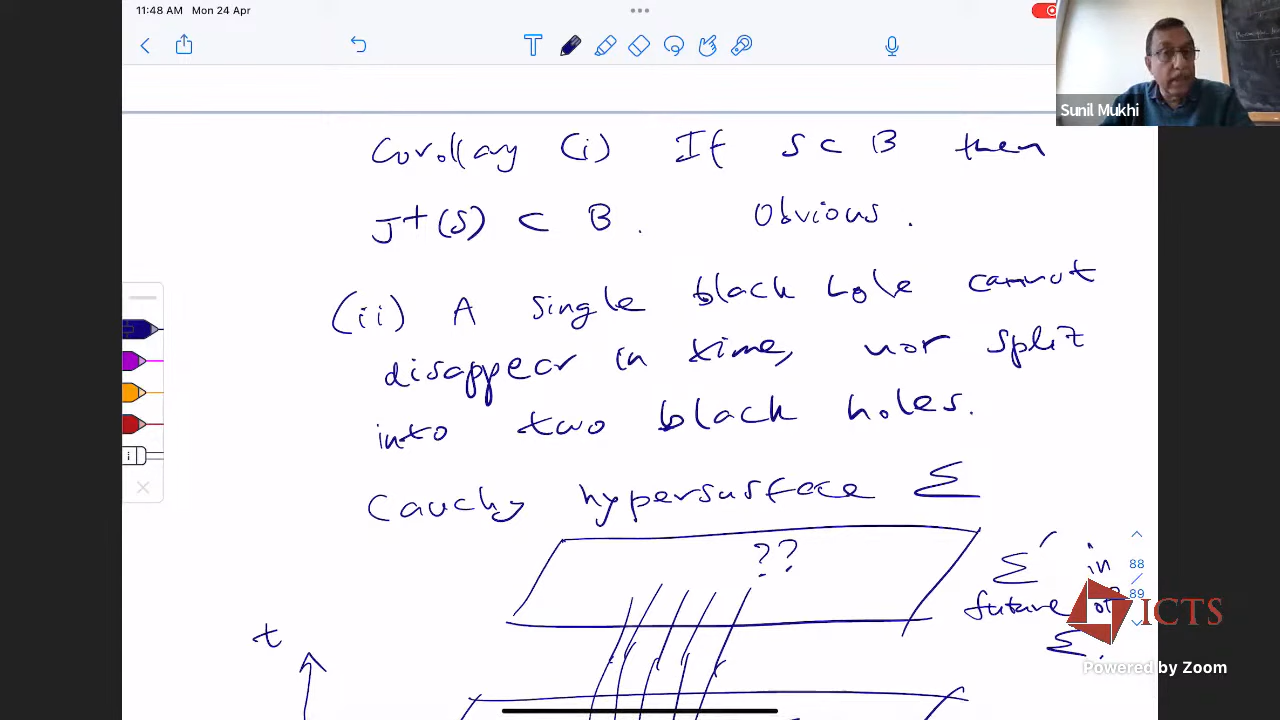 11:48 AM Mon 24 Apr
Sunil Mukhi
Corollary (i) If S ⊂ B then
J+(S) ⊂ B. Obvious.
(ii) A single black hole cannot
disappear in time, nor split
into two black holes.
Cauchy hypersurface Σ
??
Σ' in
future of
Σ.
t
88
89
ICTS
Powered by Zoom